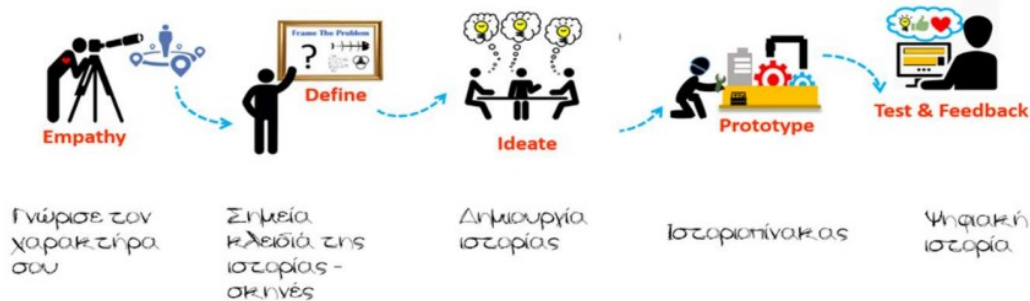 Frame The Problem
?
Empathy
Define
Ideate
Prototype
Test & Feedback
Γνώρισε τον
χαρακτήρα
σου
Σημεία
κλειδιά της
ιστορίας -
σκηνές
Δημιουργία
ιστορίας
Ιστοριοπίνακας
Ψηφιακή
ιστορία